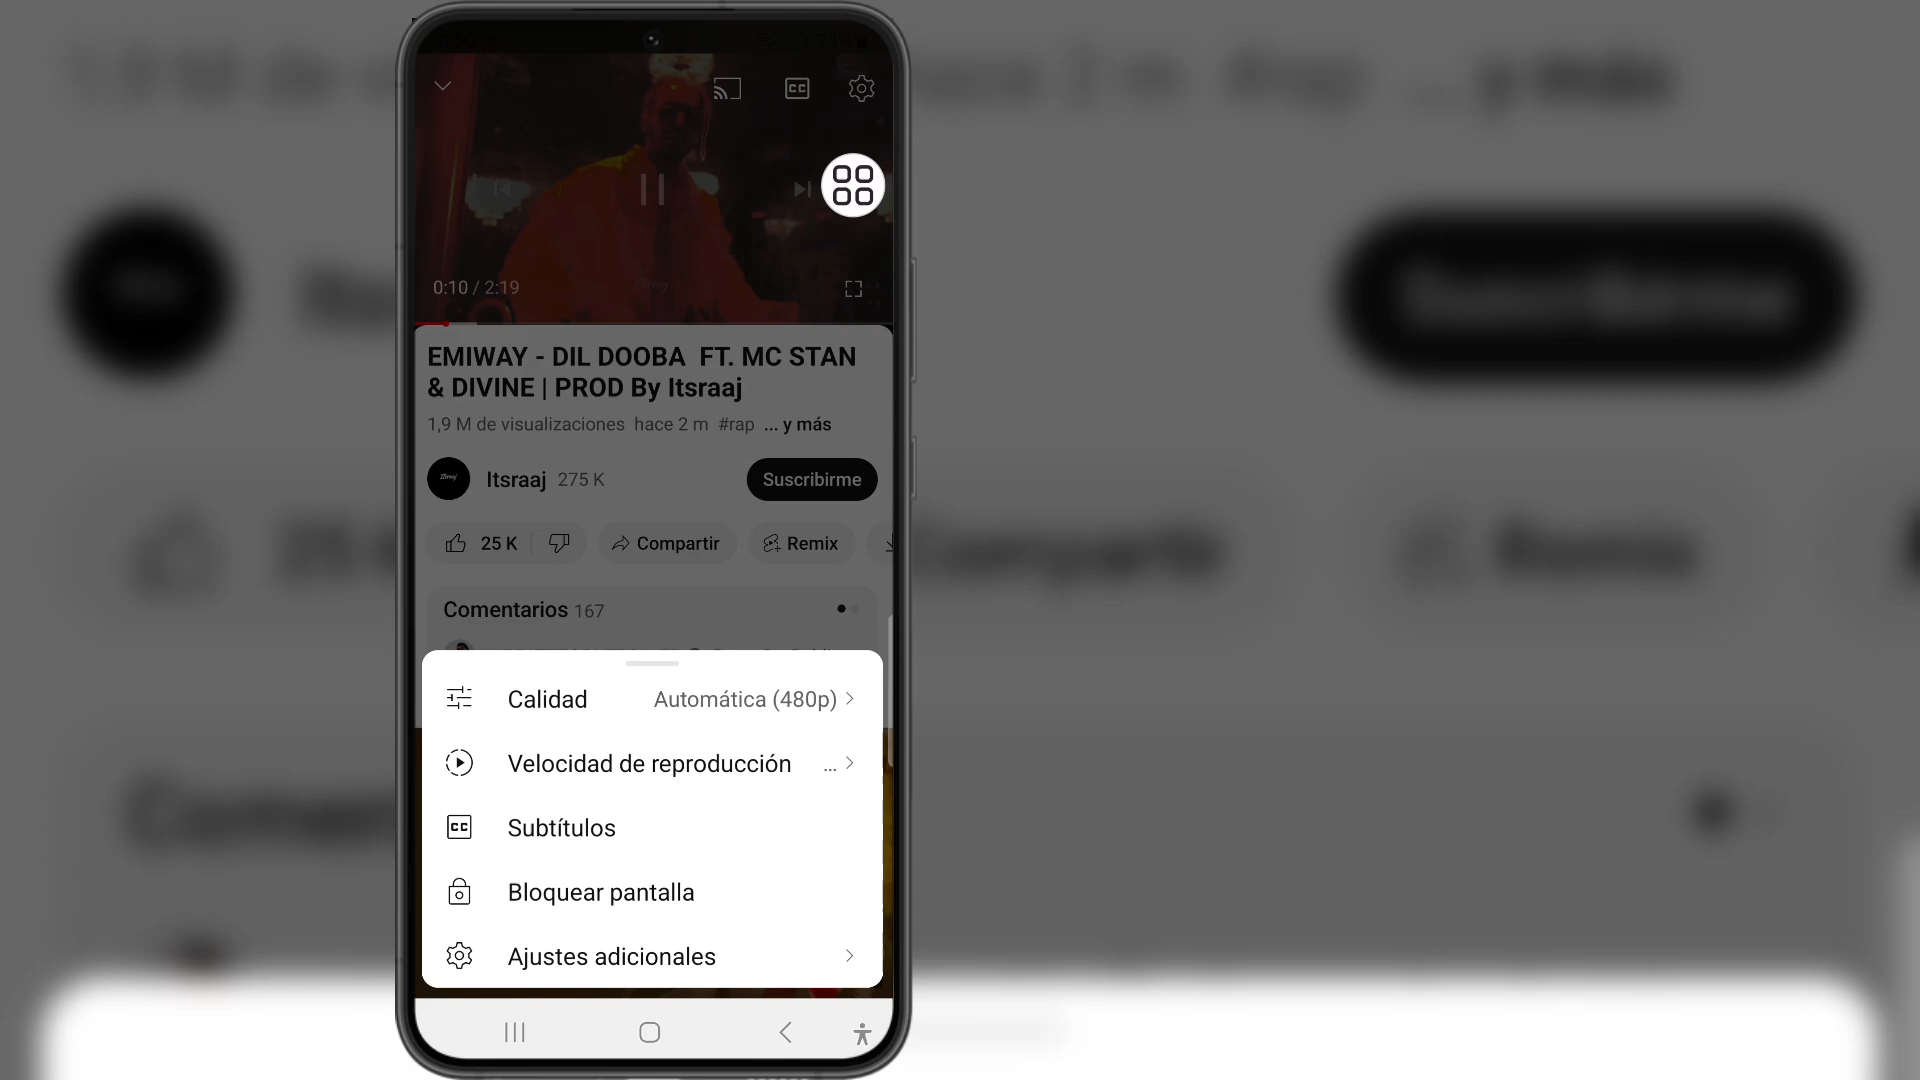 0:10 / 2:19
EMIWAY - DIL DOOBA FT. MC STAN
& DIVINE | PROD By Itsraaj
1,9 M de visualizaciones hace 2 m #rap ... y más
Itsraaj 275 K
Suscribirme
25 K
Compartir
Remix
Comentarios 167
Calidad
Automática (480p)
Velocidad de reproducción ...
Subtítulos
Bloquear pantalla
Ajustes adicionales